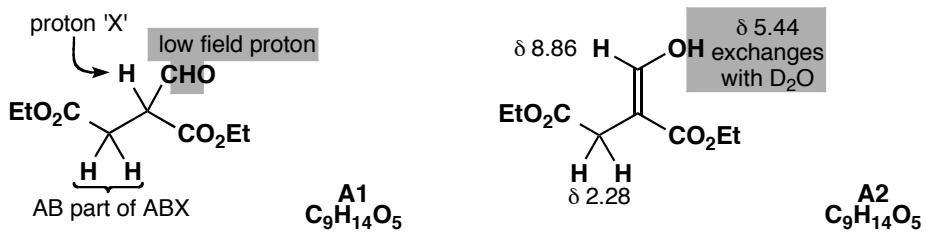 proton 'X'
low field proton
H CHO
EtO₂C
CO₂Et
H H
AB part of ABX
A1
C₉H₁₄O₅
δ 8.86 H OH
δ 5.44
exchanges
with D₂O
EtO₂C
CO₂Et
H H
δ 2.28
A2
C₉H₁₄O₅